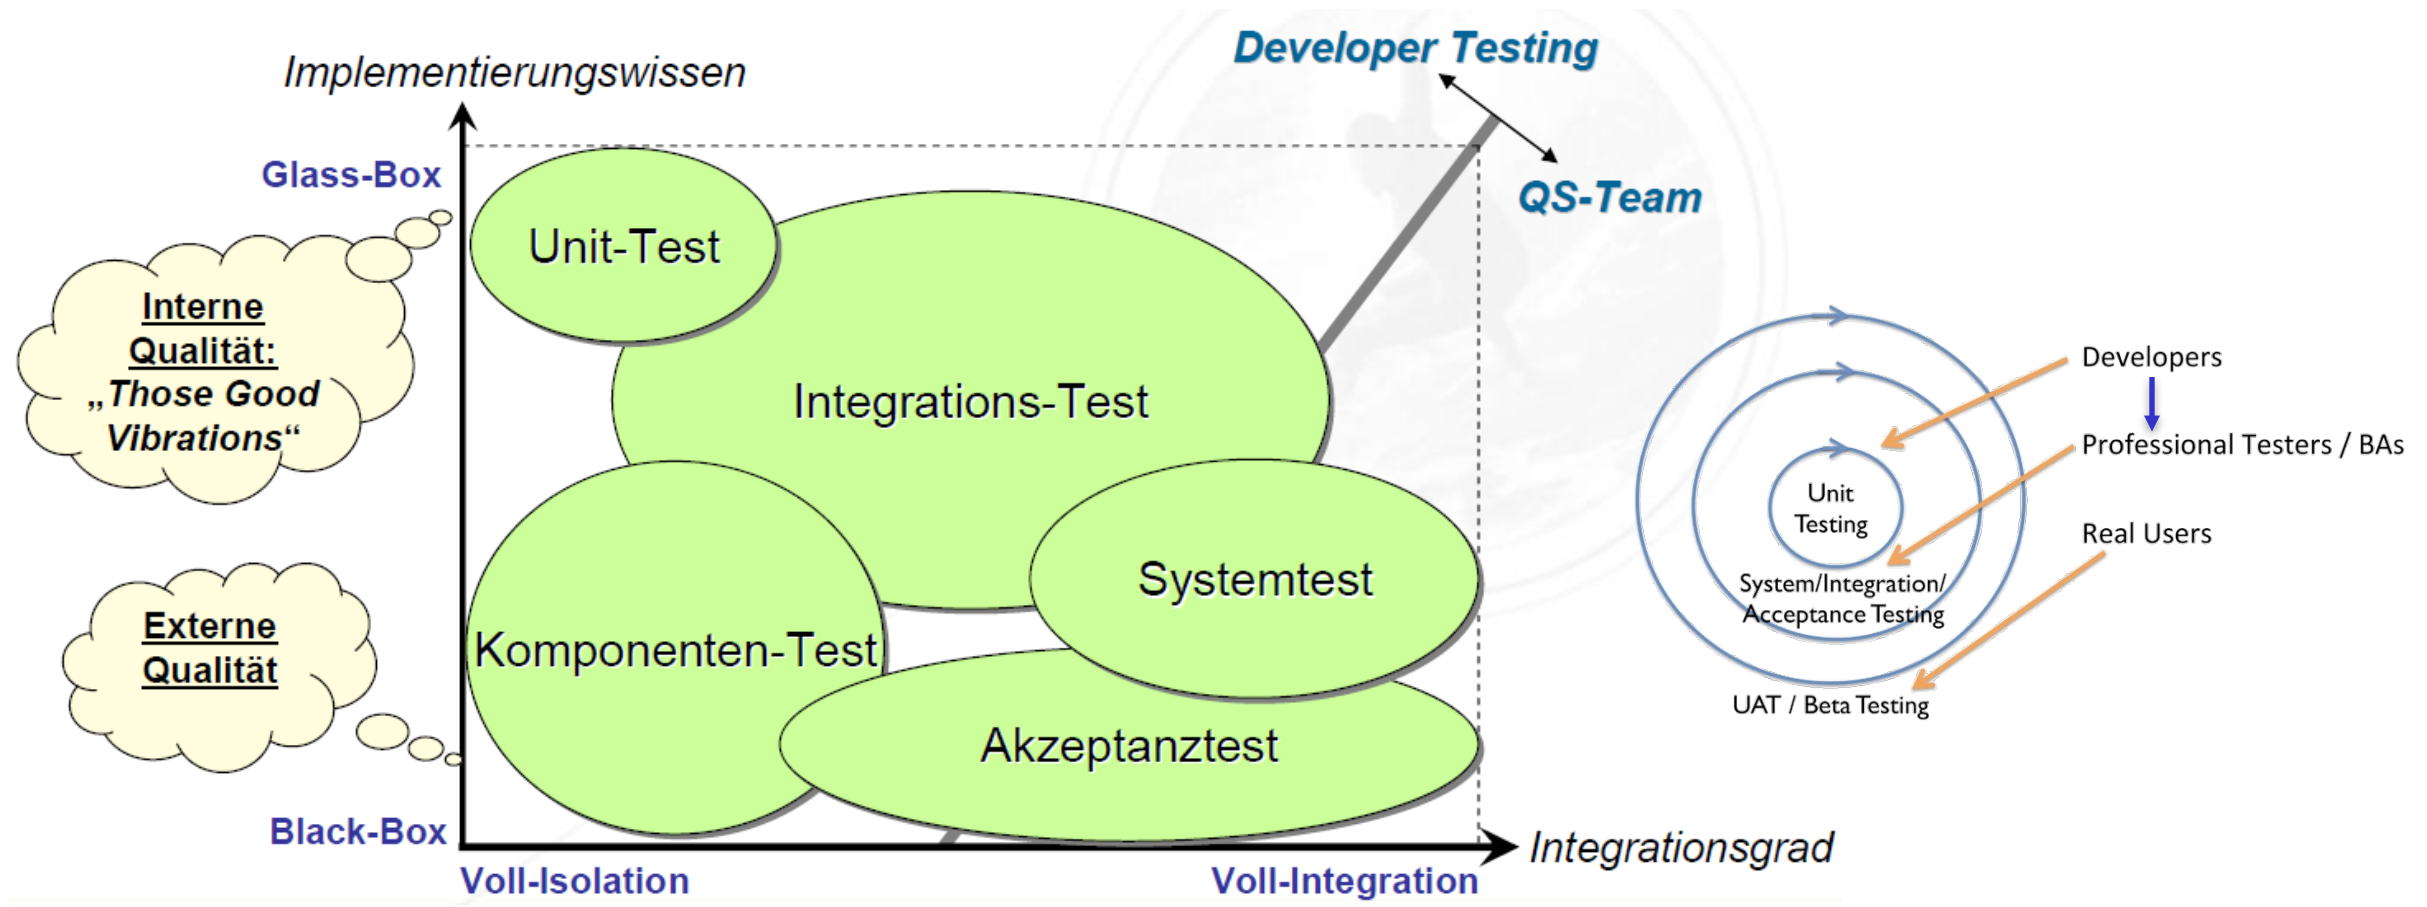 Implementierungswissen
Developer Testing
QS-Team
Glass-Box
Interne
Qualität:
„Those Good
Vibrations“
Externe
Qualität
Black-Box
Unit-Test
Integrations-Test
Komponenten-Test
Systemtest
Akzeptanztest
Voll-Isolation
Voll-Integration
Integrationsgrad
Developers
Professional Testers / BAs
Real Users
Unit
Testing
System/Integration/
Acceptance Testing
UAT / Beta Testing